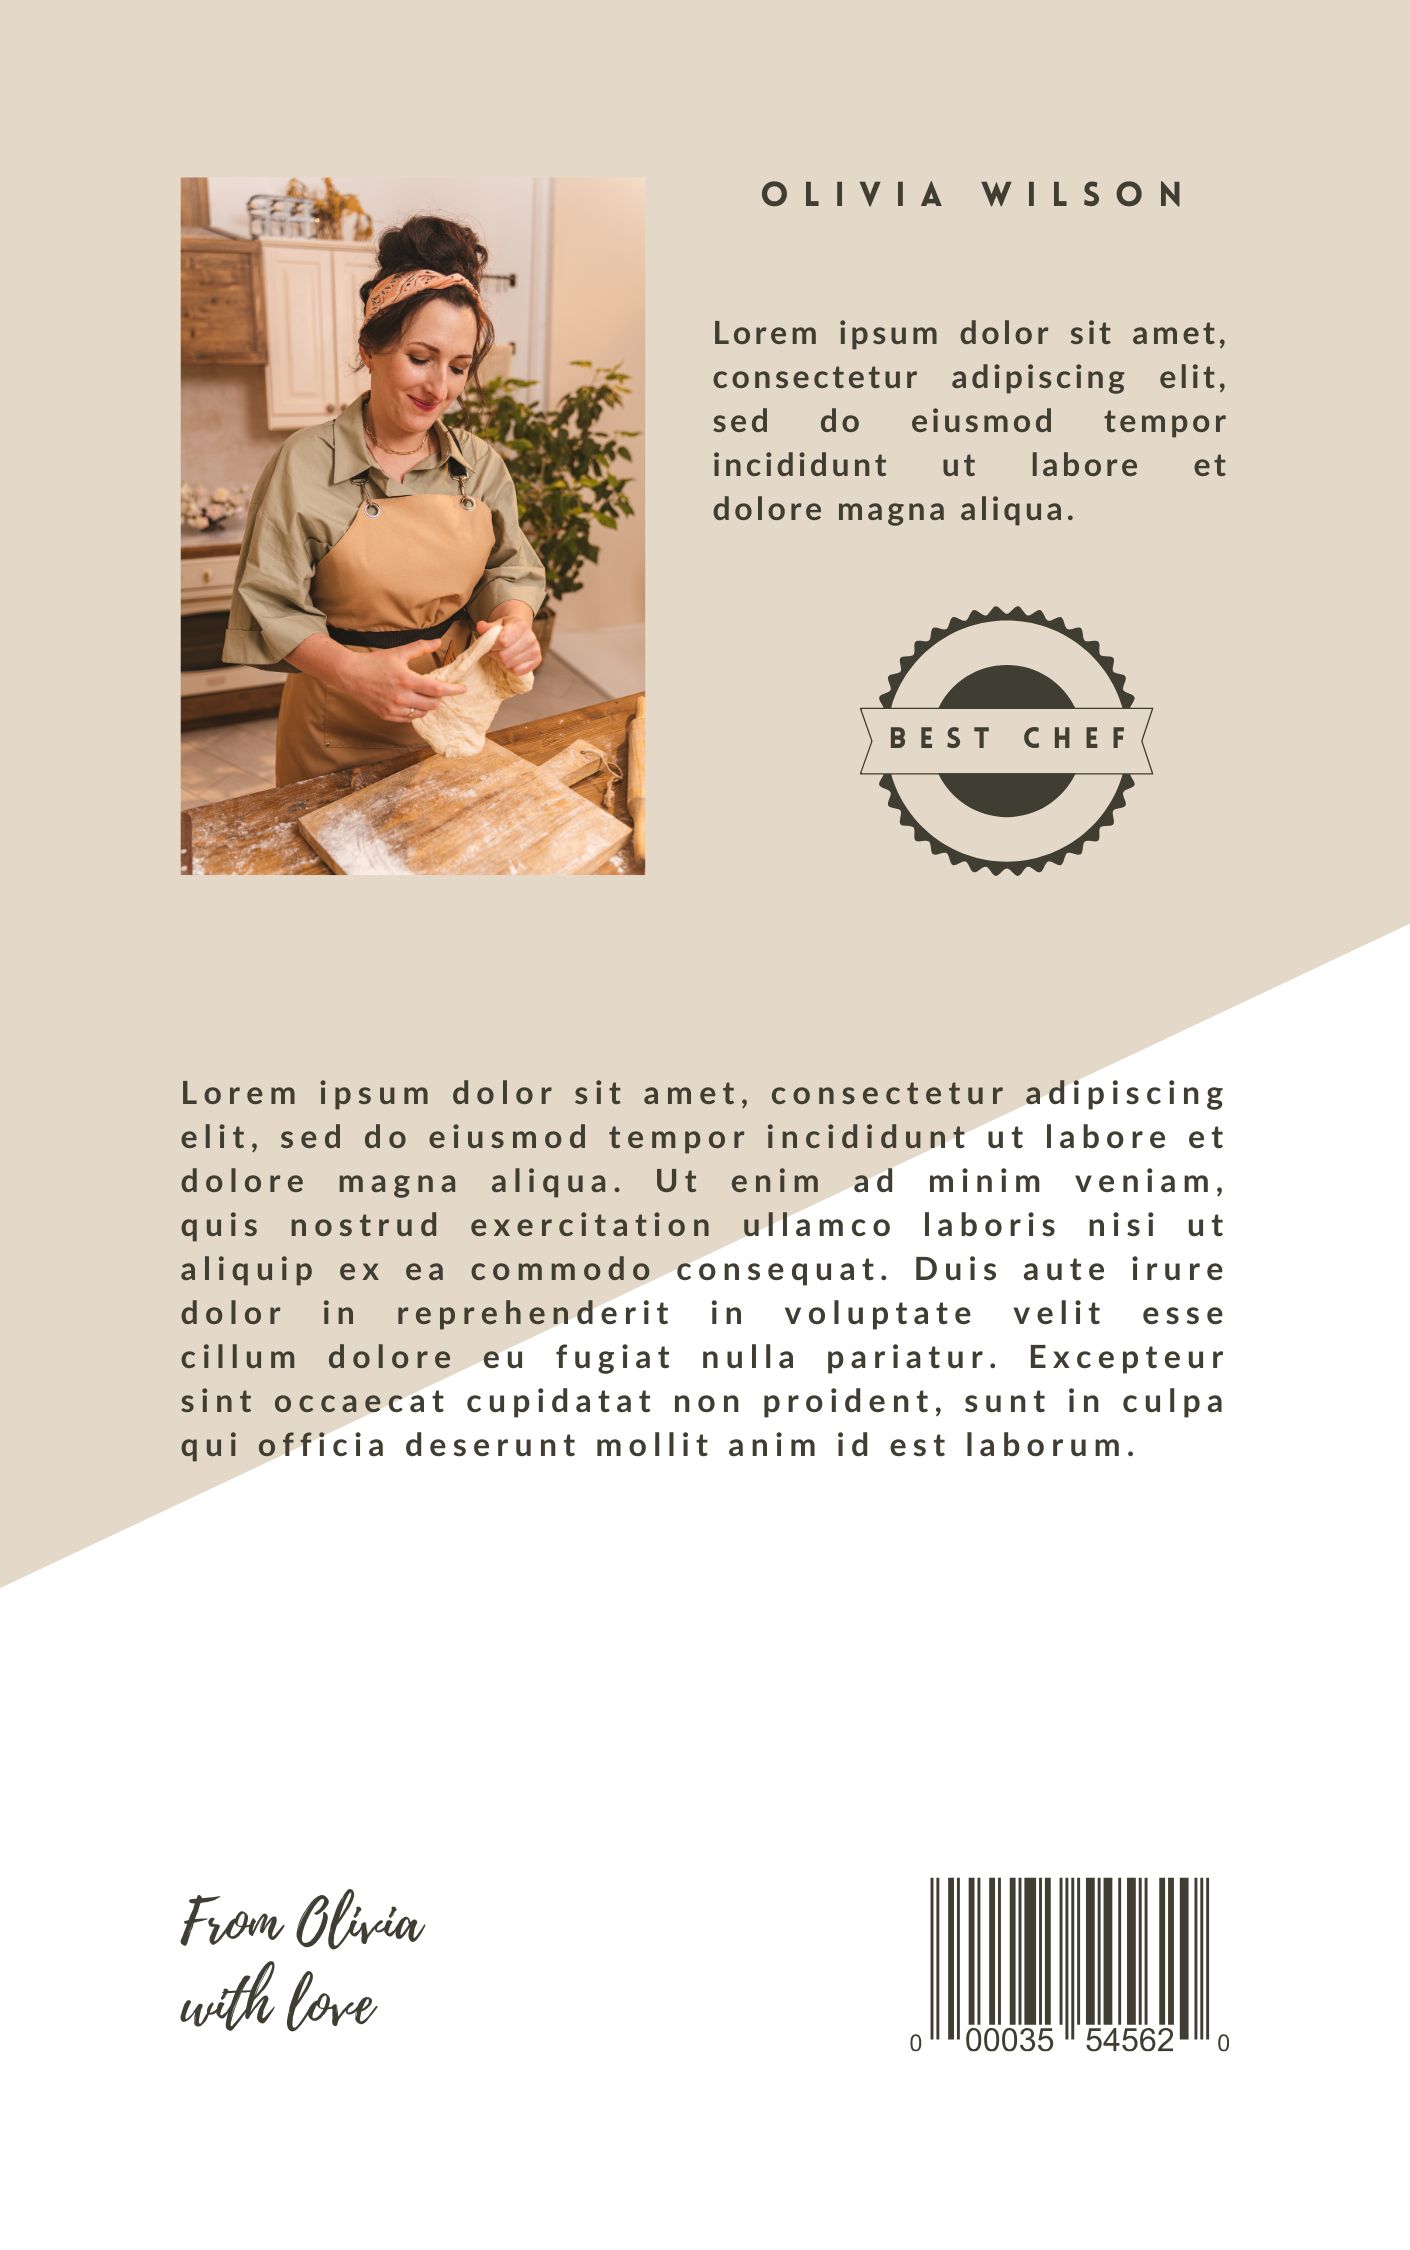 OLIVIA WILSON
Lorem ipsum dolor sit amet,
consectetur adipiscing elit,
sed do eiusmod tempor
incididunt ut labore et
dolore magna aliqua.
BEST CHEF
Lorem ipsum dolor sit amet, consectetur adipiscing
elit, sed do eiusmod tempor incididunt ut labore et
dolore magna aliqua. Ut enim ad minim veniam,
quis nostrud exercitation ullamco laboris nisi ut
aliquip ex ea commodo consequat. Duis aute irure
dolor in reprehenderit in voluptate velit esse
cillum dolore eu fugiat nulla pariatur. Excepteur
sint occaecat cupidatat non proident, sunt in culpa
qui officia deserunt mollit anim id est laborum.
From Olivia
with love
0 00035 54562 0